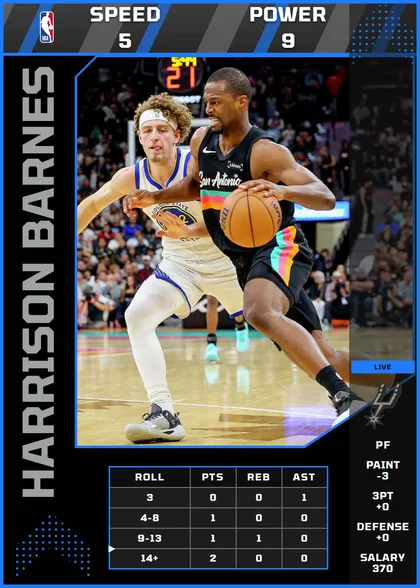 SPEED
5
POWER
9
HARRISON BARNES
21
San Antonio
LIVE
PF
PAINT
-3
3PT
+0
DEFENSE
+0
SALARY
370
ROLL PTS REB AST
3 0 0 1
4-8 1 0 0
9-13 1 1 0
14+ 2 0 0